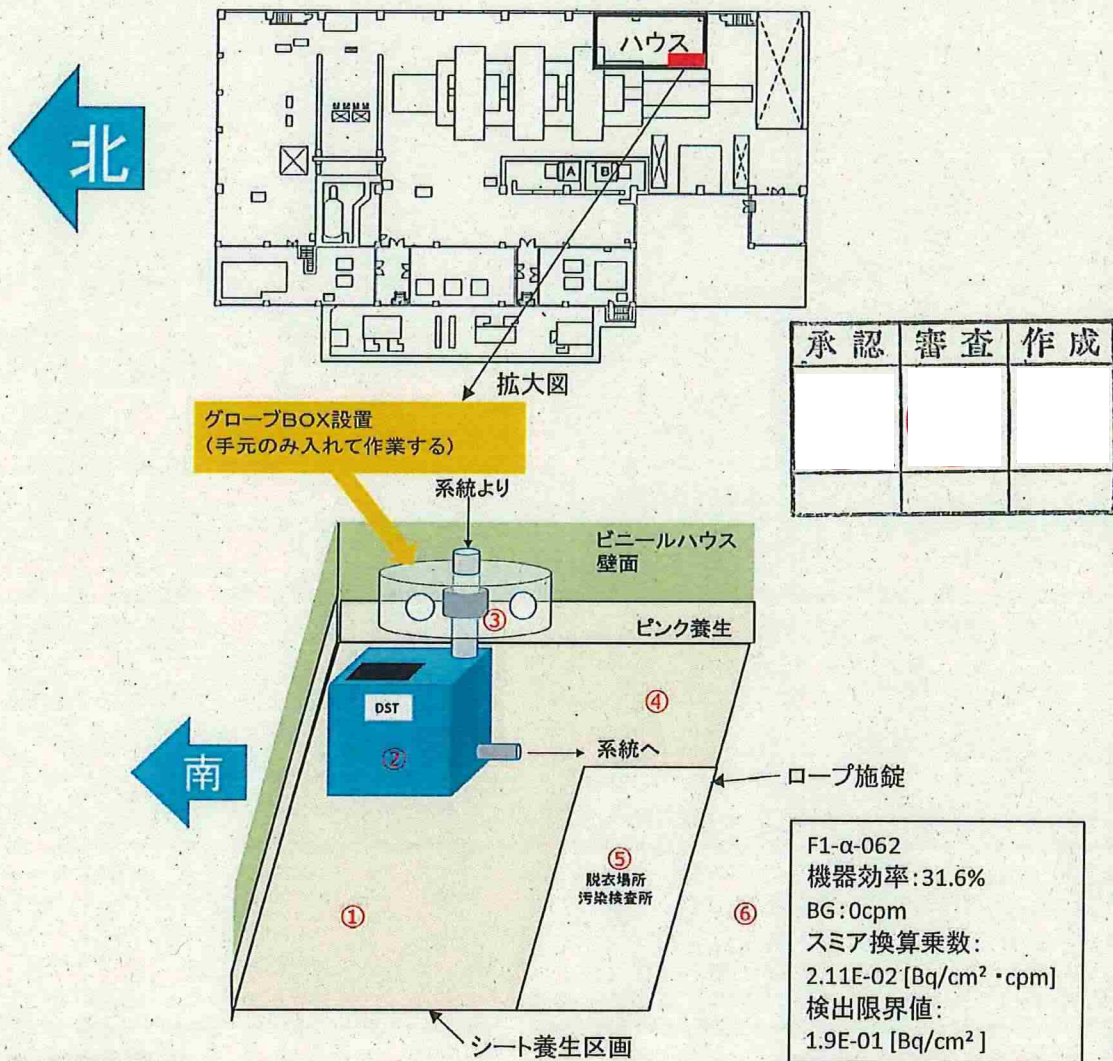 ハウス
北
A
B
拡大図
承認 審査 作成
グローブBOX設置
(手元のみ入れて作業する)
系統より
ビニールハウス
壁面
③
ピンク養生
DST
④
②
系統へ
南
ロープ施錠
⑤
脱衣場所
汚染検査所
①
⑥
シート養生区画
F1-α-062
機器効率:31.6%
BG:0cpm
スミア換算乗数:
2.11E-02 [Bq/cm²・cpm]
検出限界値:
1.9E-01 [Bq/cm²]